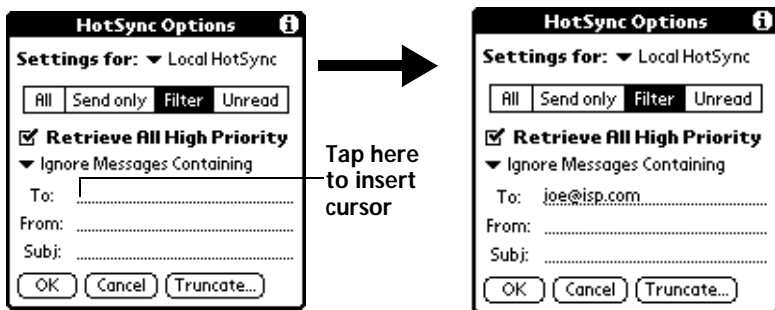 HotSync Options
Settings for: Local HotSync
All Send only Filter Unread
Retrieve All High Priority
Ignore Messages Containing
To:
From:
Subj:
OK Cancel Truncate...
Tap here
to insert
cursor
HotSync Options
Settings for: Local HotSync
All Send only Filter Unread
Retrieve All High Priority
Ignore Messages Containing
To: joe@isp.com
From:
Subj:
OK Cancel Truncate...